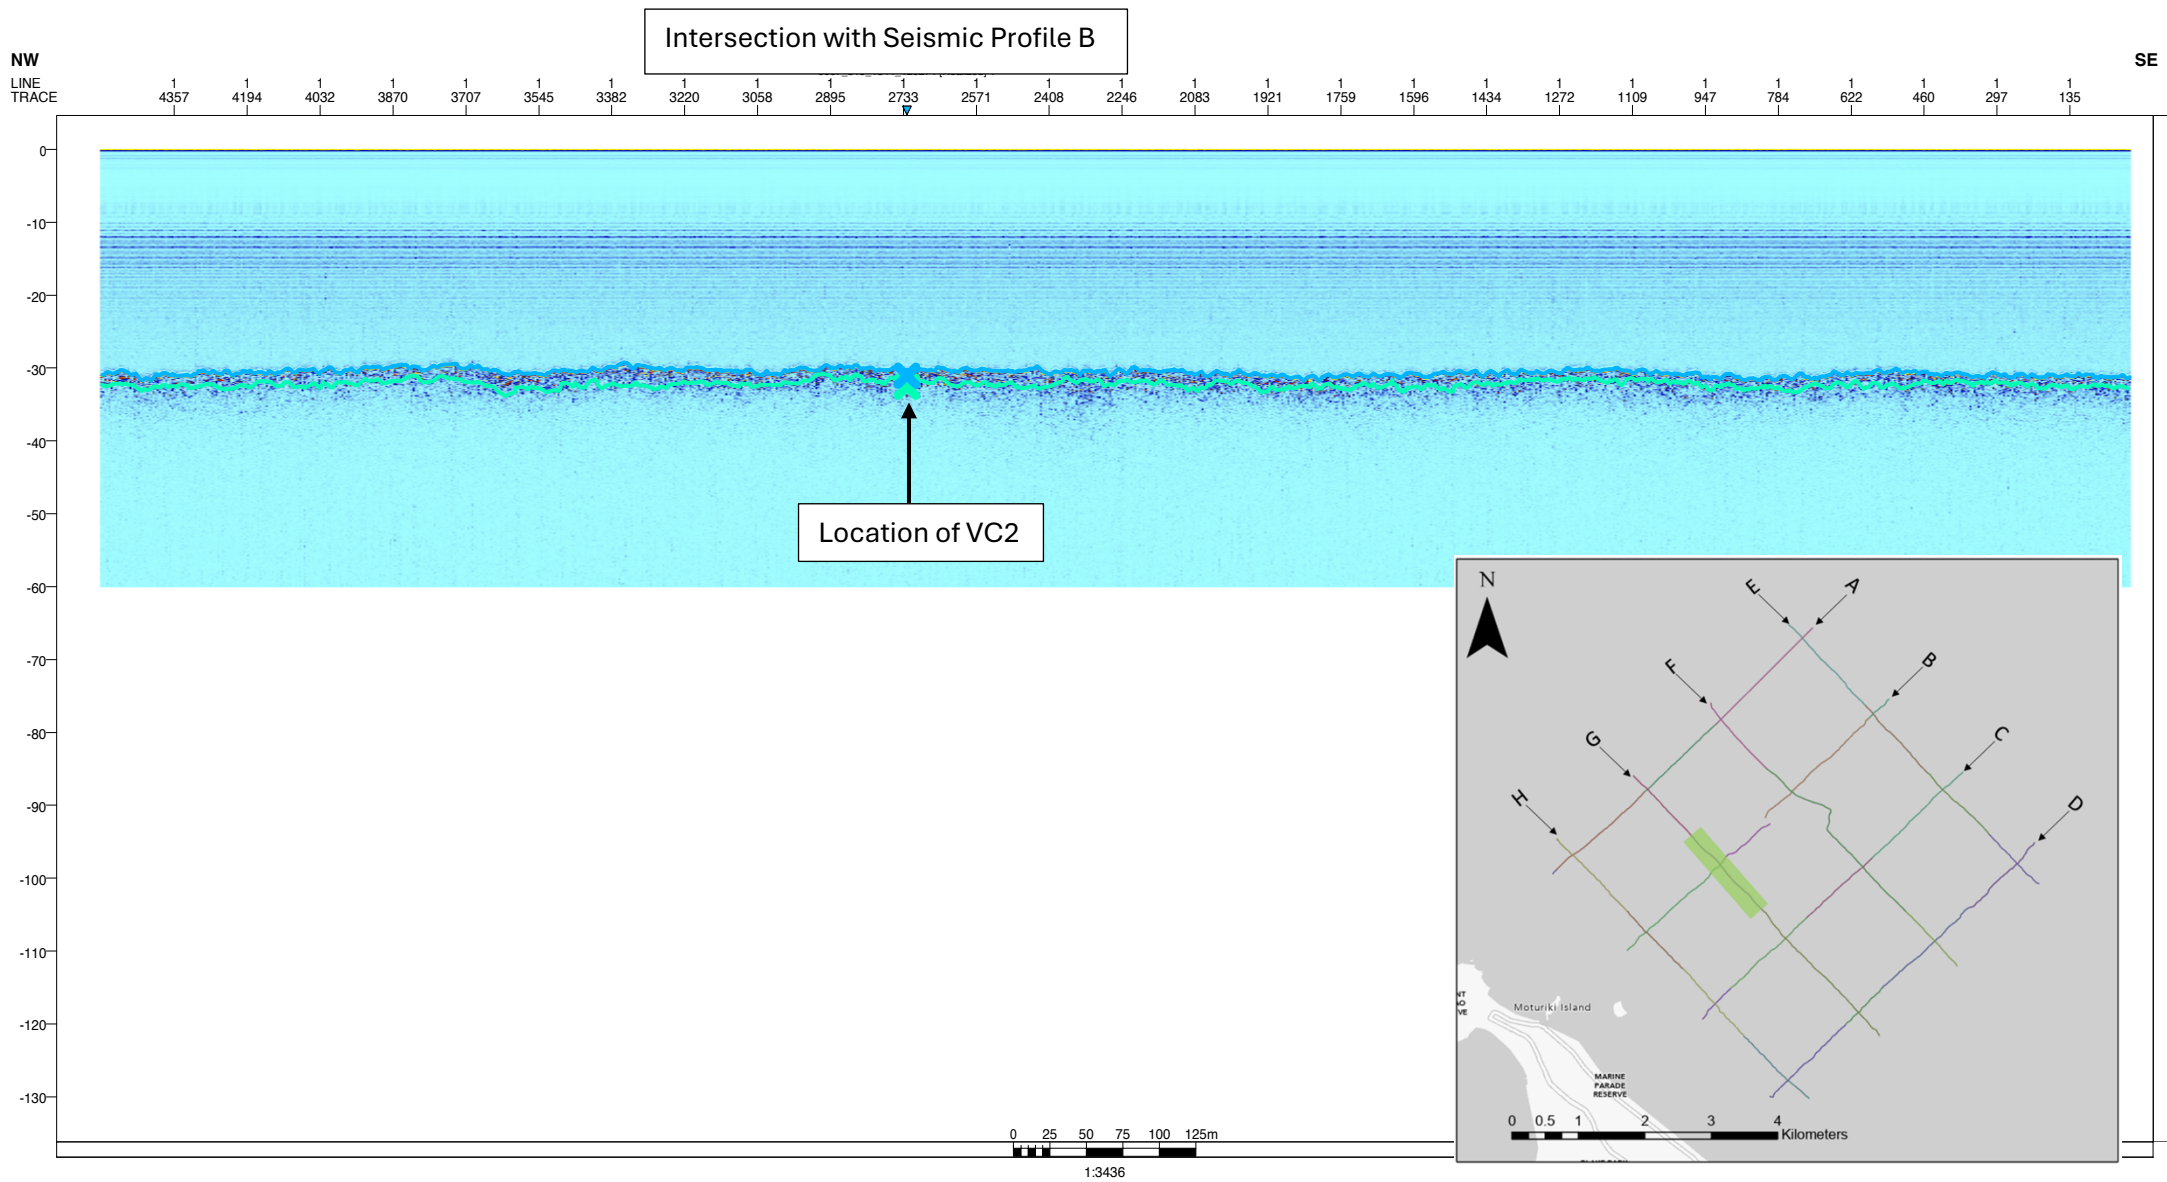 Intersection with Seismic Profile B
NW
SE
LINE 1 1 1 1 1 1 1 1 1 1 1 1 1 1 1 1 1 1 1 1 1 1 1 1 1 1 1
TRACE 4357 4194 4032 3870 3707 3545 3382 3220 3058 2895 2733 2571 2408 2246 2083 1921 1759 1596 1434 1272 1109 947 784 622 460 297 135
0
-10
-20
-30
-40
-50
-60
-70
-80
-90
-100
-110
-120
-130
Location of VC2
N
E
A
F
B
G
C
H
D
NT
VE
Moturiki Island
MARINE
PARADE
RESERVE
0 0.5 1 2 3 4
Kilometers
0 25 50 75 100 125m
1:3436